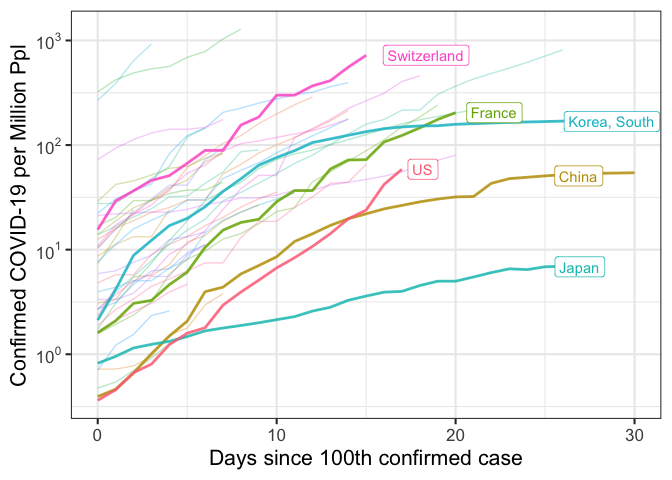 10³
Switzerland
France
Korea, South
10²
US
China
10¹
Japan
10⁰
0
10
20
30
Days since 100th confirmed case
Confirmed COVID-19 per Million Ppl